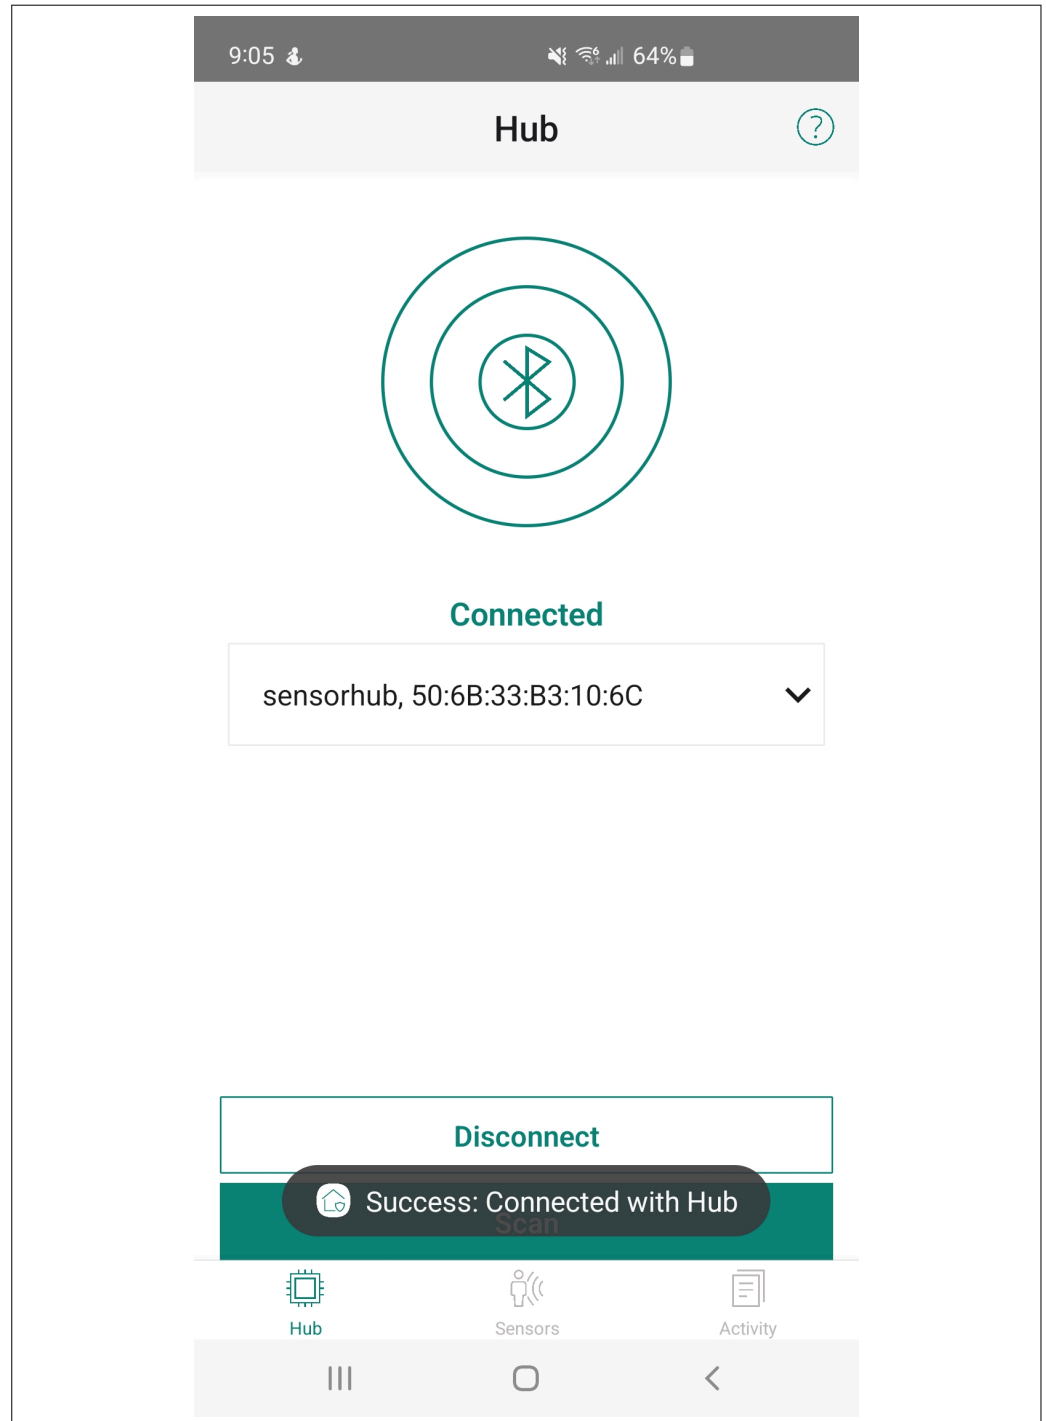 9:05 64%
Hub
?
Connected
sensorhub, 50:6B:33:B3:10:6C
Disconnect
Success: Connected with Hub
Scan
Hub Sensors Activity